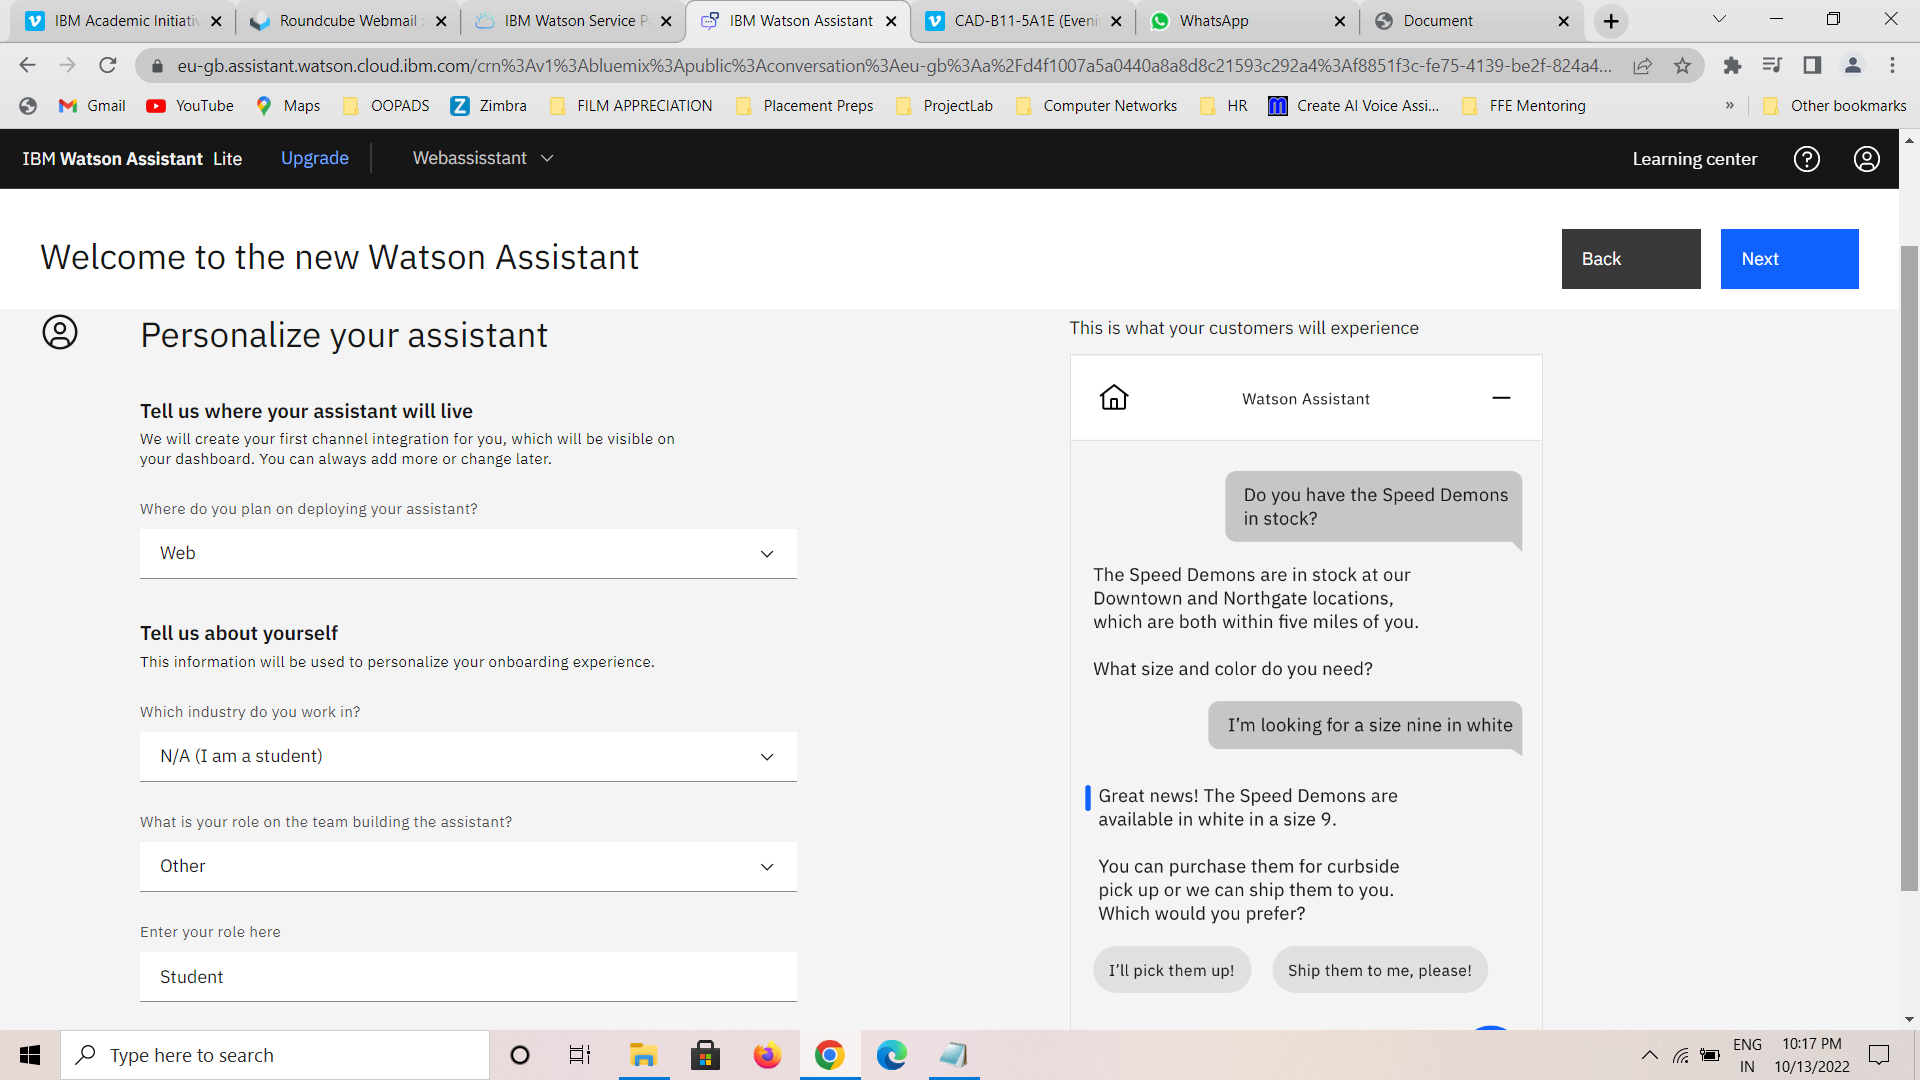 IBM Academic Initiativ
Roundcube Webmail :
IBM Watson Service P
IBM Watson Assistant
CAD-B11-5A1E (Eveni
WhatsApp
Document
eu-gb.assistant.watson.cloud.ibm.com/crn%3Av1%3Abluemix%3Apublic%3Aconversation%3Aeu-gb%3Aa%2Fd4f1007a5a0440a8a8d8c21593c292a4%3Af8851f3c-fe75-4139-be2f-824a4...
Gmail
YouTube
Maps
OOPADS
Zimbra
FILM APPRECIATION
Placement Preps
ProjectLab
Computer Networks
HR
Create AI Voice Assi...
FFE Mentoring
»
Other bookmarks
IBM Watson Assistant Lite
Upgrade
Webassisstant
Learning center
Welcome to the new Watson Assistant
Back
Next
Personalize your assistant
Tell us where your assistant will live
We will create your first channel integration for you, which will be visible on
your dashboard. You can always add more or change later.
Where do you plan on deploying your assistant?
Web
Tell us about yourself
This information will be used to personalize your onboarding experience.
Which industry do you work in?
N/A (I am a student)
What is your role on the team building the assistant?
Other
Enter your role here
Student
This is what your customers will experience
Watson Assistant
Do you have the Speed Demons
in stock?
The Speed Demons are in stock at our
Downtown and Northgate locations,
which are both within five miles of you.
What size and color do you need?
I’m looking for a size nine in white
Great news! The Speed Demons are
available in white in a size 9.
You can purchase them for curbside
pick up or we can ship them to you.
Which would you prefer?
I’ll pick them up!
Ship them to me, please!
Type here to search
ENG
IN
10:17 PM
10/13/2022